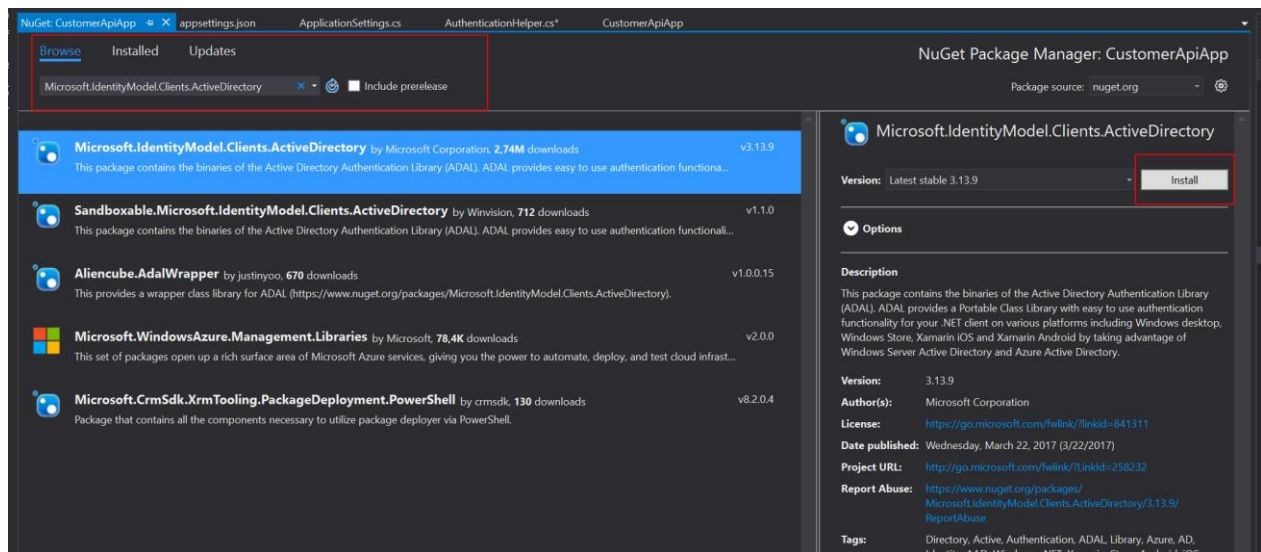 NuGet: CustomerApiApp
appsettings.json
ApplicationSettings.cs
AuthenticationHelper.cs*
CustomerApiApp
Browse
Installed
Updates
NuGet Package Manager: CustomerApiApp
Microsoft.IdentityModel.Clients.ActiveDirectory
Include prerelease
Package source: nuget.org
Microsoft.IdentityModel.Clients.ActiveDirectory by Microsoft Corporation, 2,74M downloads
v3.13.9
This package contains the binaries of the Active Directory Authentication Library (ADAL). ADAL provides easy to use authentication functiona...
Sandboxable.Microsoft.IdentityModel.Clients.ActiveDirectory by Winvision, 712 downloads
v1.1.0
This package contains the binaries of the Active Directory Authentication Library (ADAL). ADAL provides easy to use authentication functionali...
Aliencube.AdalWrapper by justinyoo, 670 downloads
v1.0.0.15
This provides a wrapper class library for ADAL (https://www.nuget.org/packages/Microsoft.IdentityModel.Clients.ActiveDirectory).
Microsoft.WindowsAzure.Management.Libraries by Microsoft, 78,4K downloads
v2.0.0
This set of packages open up a rich surface area of Microsoft Azure services, giving you the power to automate, deploy, and test cloud infrast...
Microsoft.CrmSdk.XrmTooling.PackageDeployment.PowerShell by crmsdk, 130 downloads
v8.2.0.4
Package that contains all the components necessary to utilize package deployer via PowerShell.
Microsoft.IdentityModel.Clients.ActiveDirectory
Version: Latest stable 3.13.9
Install
Options
Description
This package contains the binaries of the Active Directory Authentication Library
(ADAL). ADAL provides a Portable Class Library with easy to use authentication
functionality for your .NET client on various platforms including Windows desktop,
Windows Store, Xamarin iOS and Xamarin Android by taking advantage of
Windows Server Active Directory and Azure Active Directory.
Version: 3.13.9
Author(s): Microsoft Corporation
License: https://go.microsoft.com/fwlink/?linkid=841311
Date published: Wednesday, March 22, 2017 (3/22/2017)
Project URL: http://go.microsoft.com/fwlink/?LinkId=258232
Report Abuse: https://www.nuget.org/packages/
Microsoft.IdentityModel.Clients.ActiveDirectory/3.13.9/
ReportAbuse
Tags: Directory, Active, Authentication, ADAL, Library, Azure, AD,